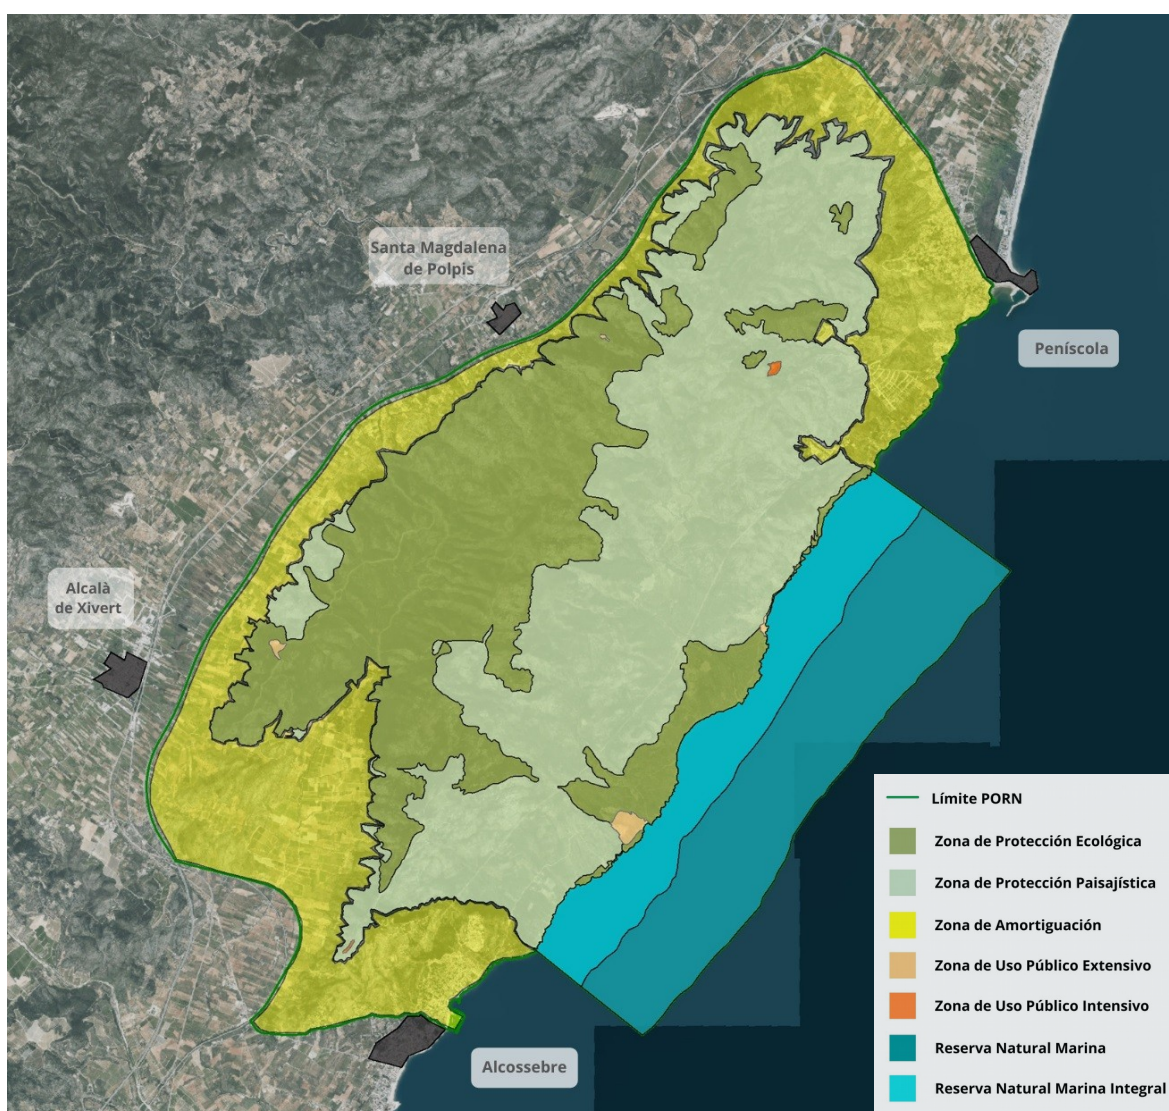 Santa Magdalena
de Polpis
Peníscola
Alcalà
de Xivert
Alcossebre
Límite PORN
Zona de Protección Ecológica
Zona de Protección Paisajística
Zona de Amortiguación
Zona de Uso Público Extensivo
Zona de Uso Público Intensivo
Reserva Natural Marina
Reserva Natural Marina Integral